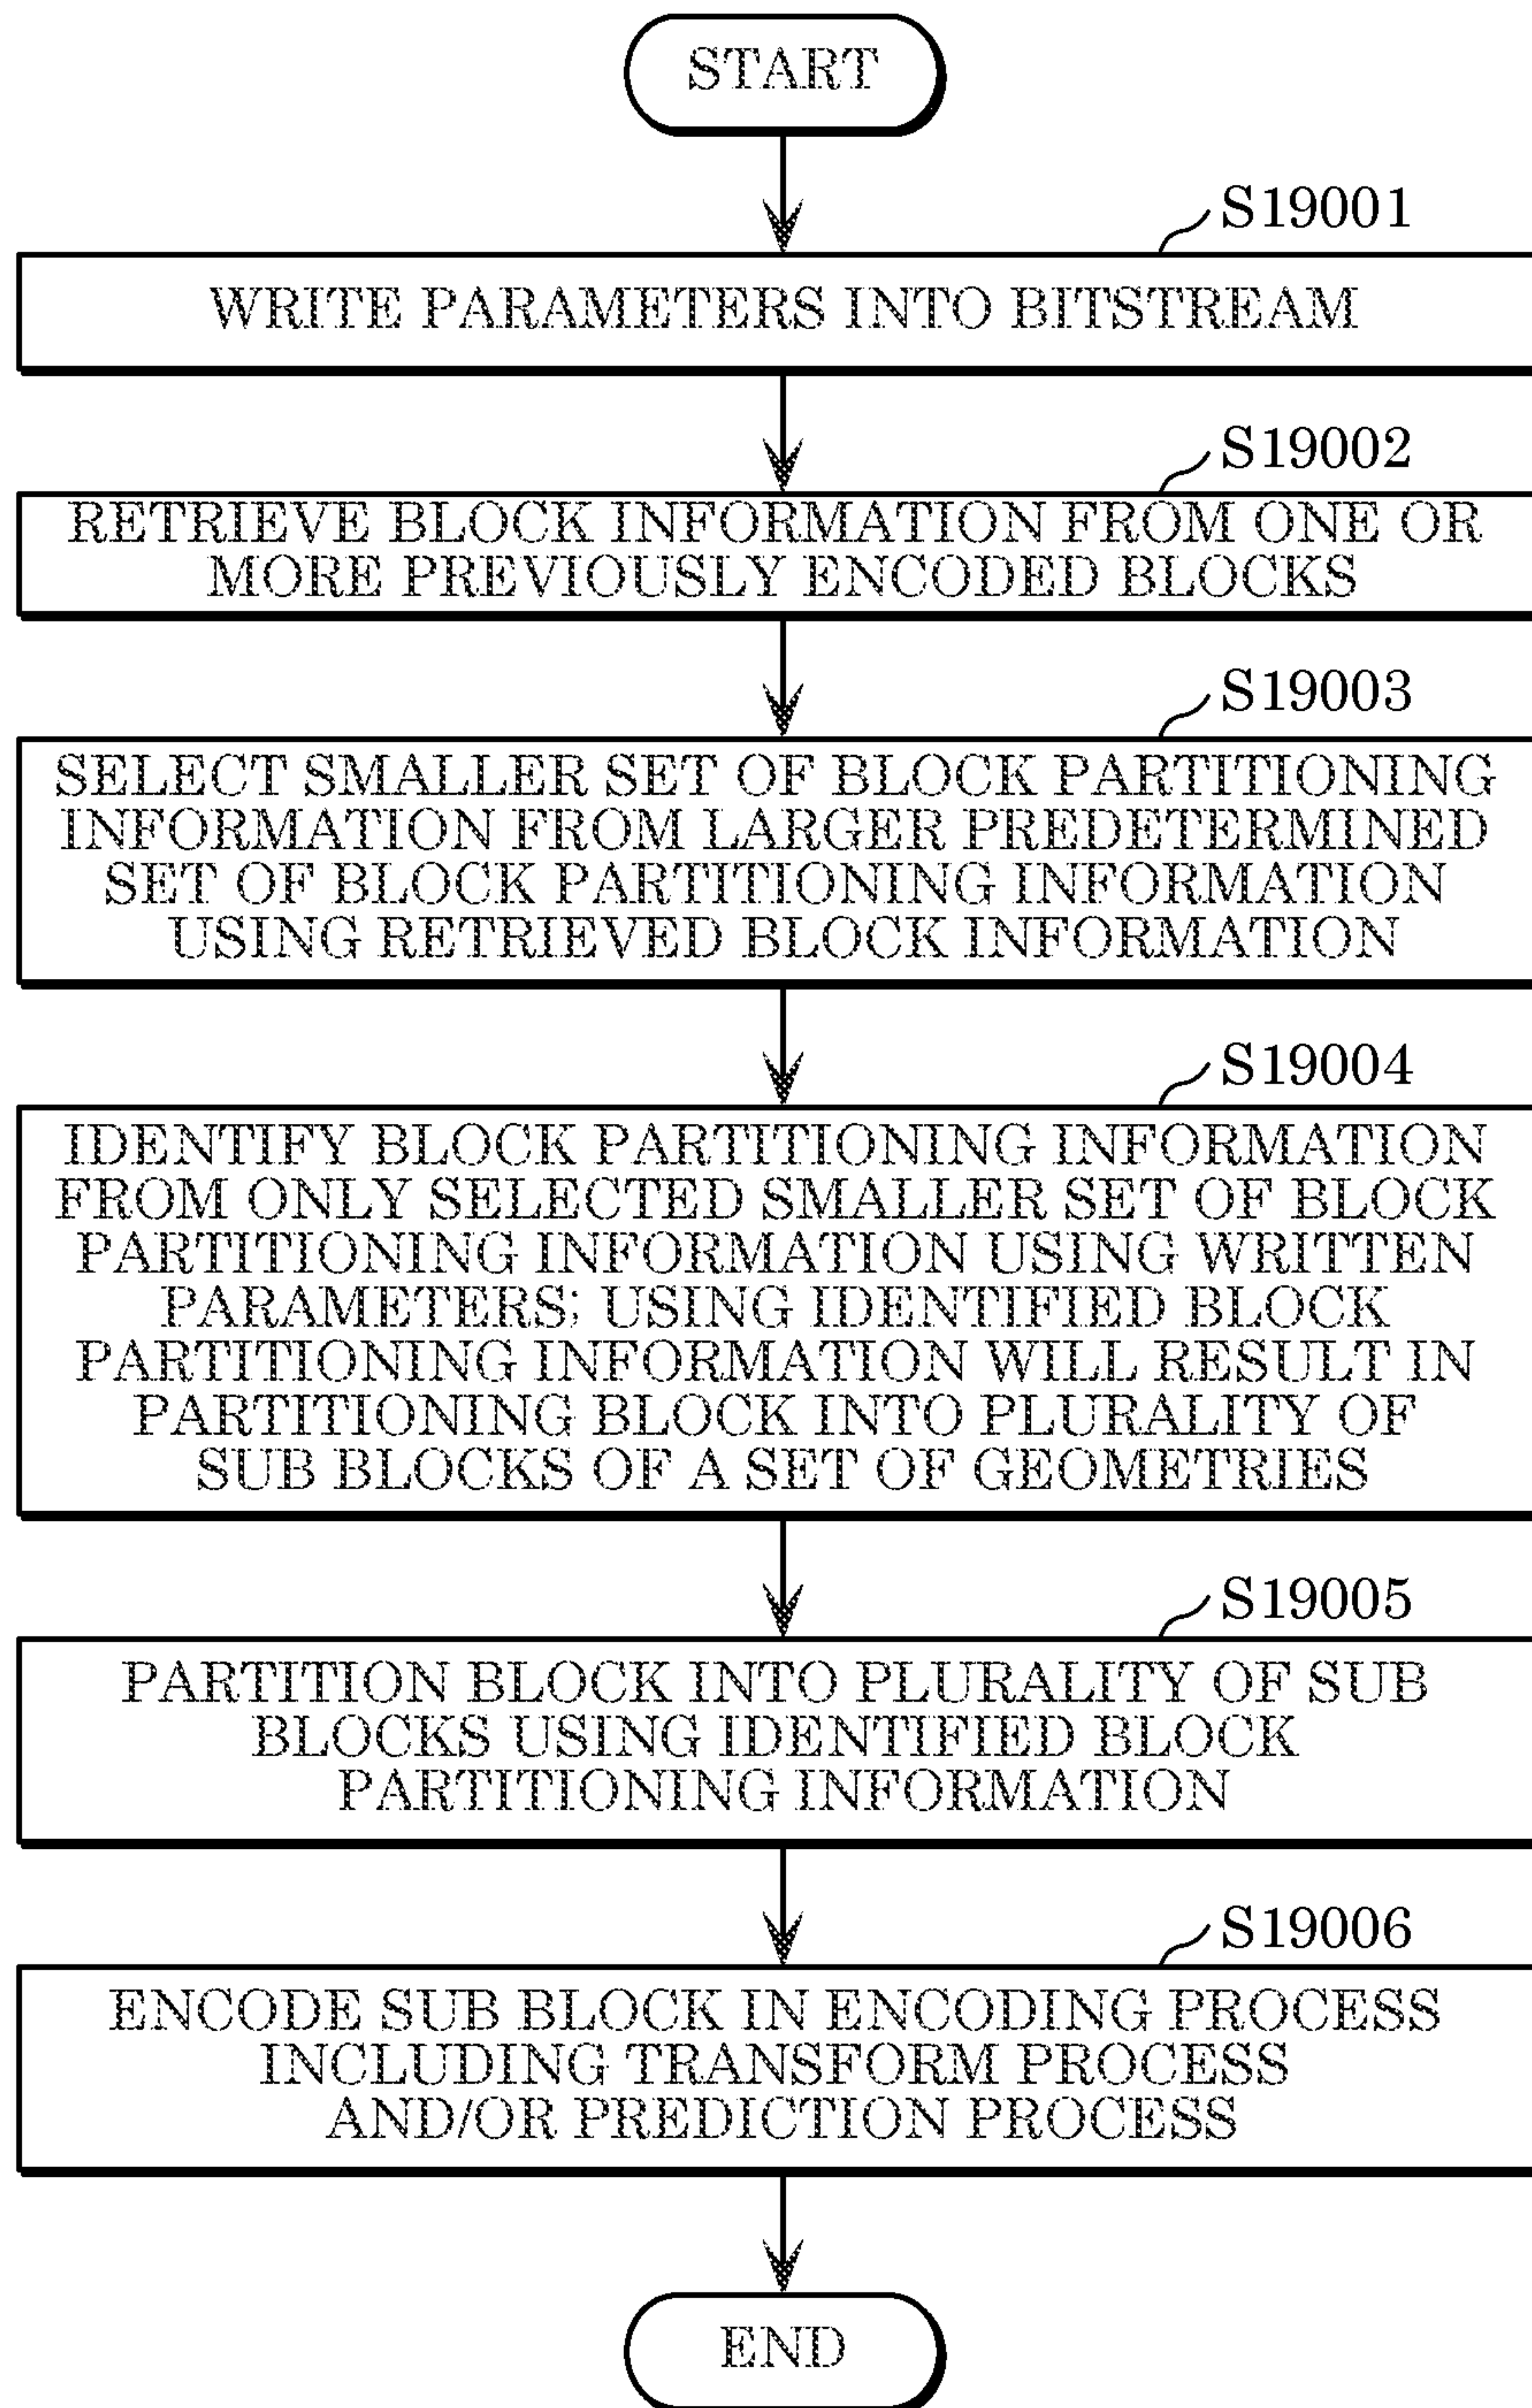 START
S19001
WRITE PARAMETERS INTO BITSTREAM
S19002
RETRIEVE BLOCK INFORMATION FROM ONE OR
MORE PREVIOUSLY ENCODED BLOCKS
S19003
SELECT SMALLER SET OF BLOCK PARTITIONING
INFORMATION FROM LARGER PREDETERMINED
SET OF BLOCK PARTITIONING INFORMATION
USING RETRIEVED BLOCK INFORMATION
S19004
IDENTIFY BLOCK PARTITIONING INFORMATION
FROM ONLY SELECTED SMALLER SET OF BLOCK
PARTITIONING INFORMATION USING WRITTEN
PARAMETERS; USING IDENTIFIED BLOCK
PARTITIONING INFORMATION WILL RESULT IN
PARTITIONING BLOCK INTO PLURALITY OF
SUB BLOCKS OF A SET OF GEOMETRIES
S19005
PARTITION BLOCK INTO PLURALITY OF SUB
BLOCKS USING IDENTIFIED BLOCK
PARTITIONING INFORMATION
S19006
ENCODE SUB BLOCK IN ENCODING PROCESS
INCLUDING TRANSFORM PROCESS
AND/OR PREDICTION PROCESS
END